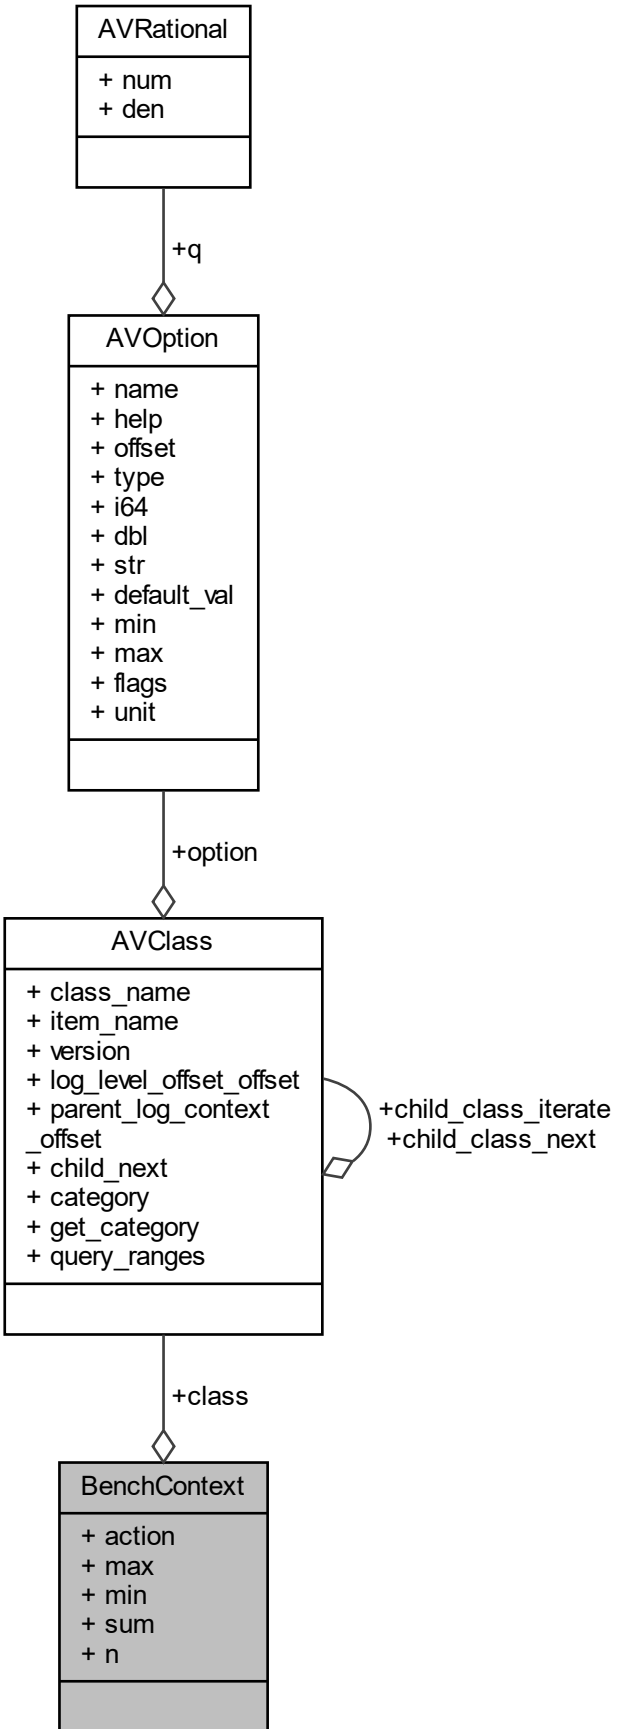 AVRational
+ num
+ den
+q
AVOption
+ name
+ help
+ offset
+ type
+ i64
+ dbl
+ str
+ default_val
+ min
+ max
+ flags
+ unit
+option
AVClass
+ class_name
+ item_name
+ version
+ log_level_offset_offset
+ parent_log_context
_offset
+ child_next
+ category
+ get_category
+ query_ranges
+child_class_iterate
+child_class_next
+class
BenchContext
+ action
+ max
+ min
+ sum
+ n